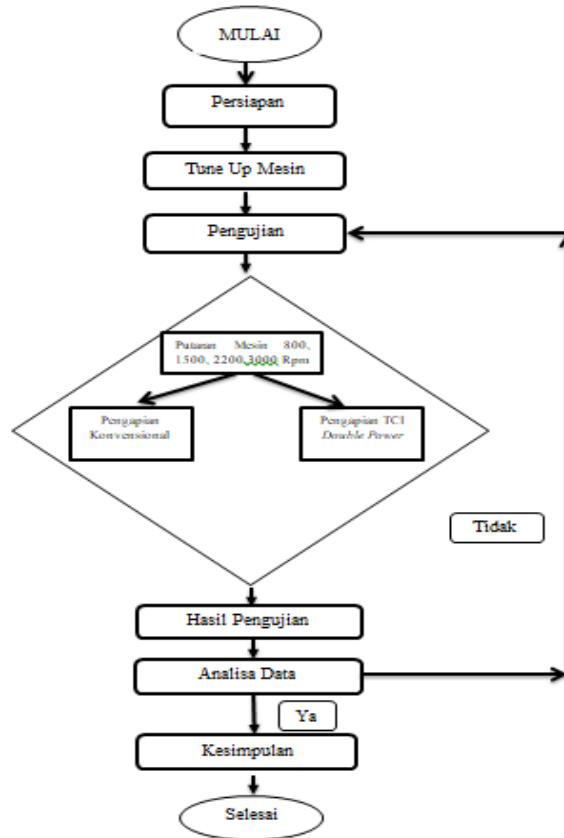 MULAI
Persiapan
Tune Up Mesin
Pengujian
Putaran Mesin 800,
1500, 2200,3000 Rpm
Pengapian
Konvensional
Pengapian TCI
Double Power
Tidak
Hasil Pengujian
Analisa Data
Ya
Kesimpulan
Selesai